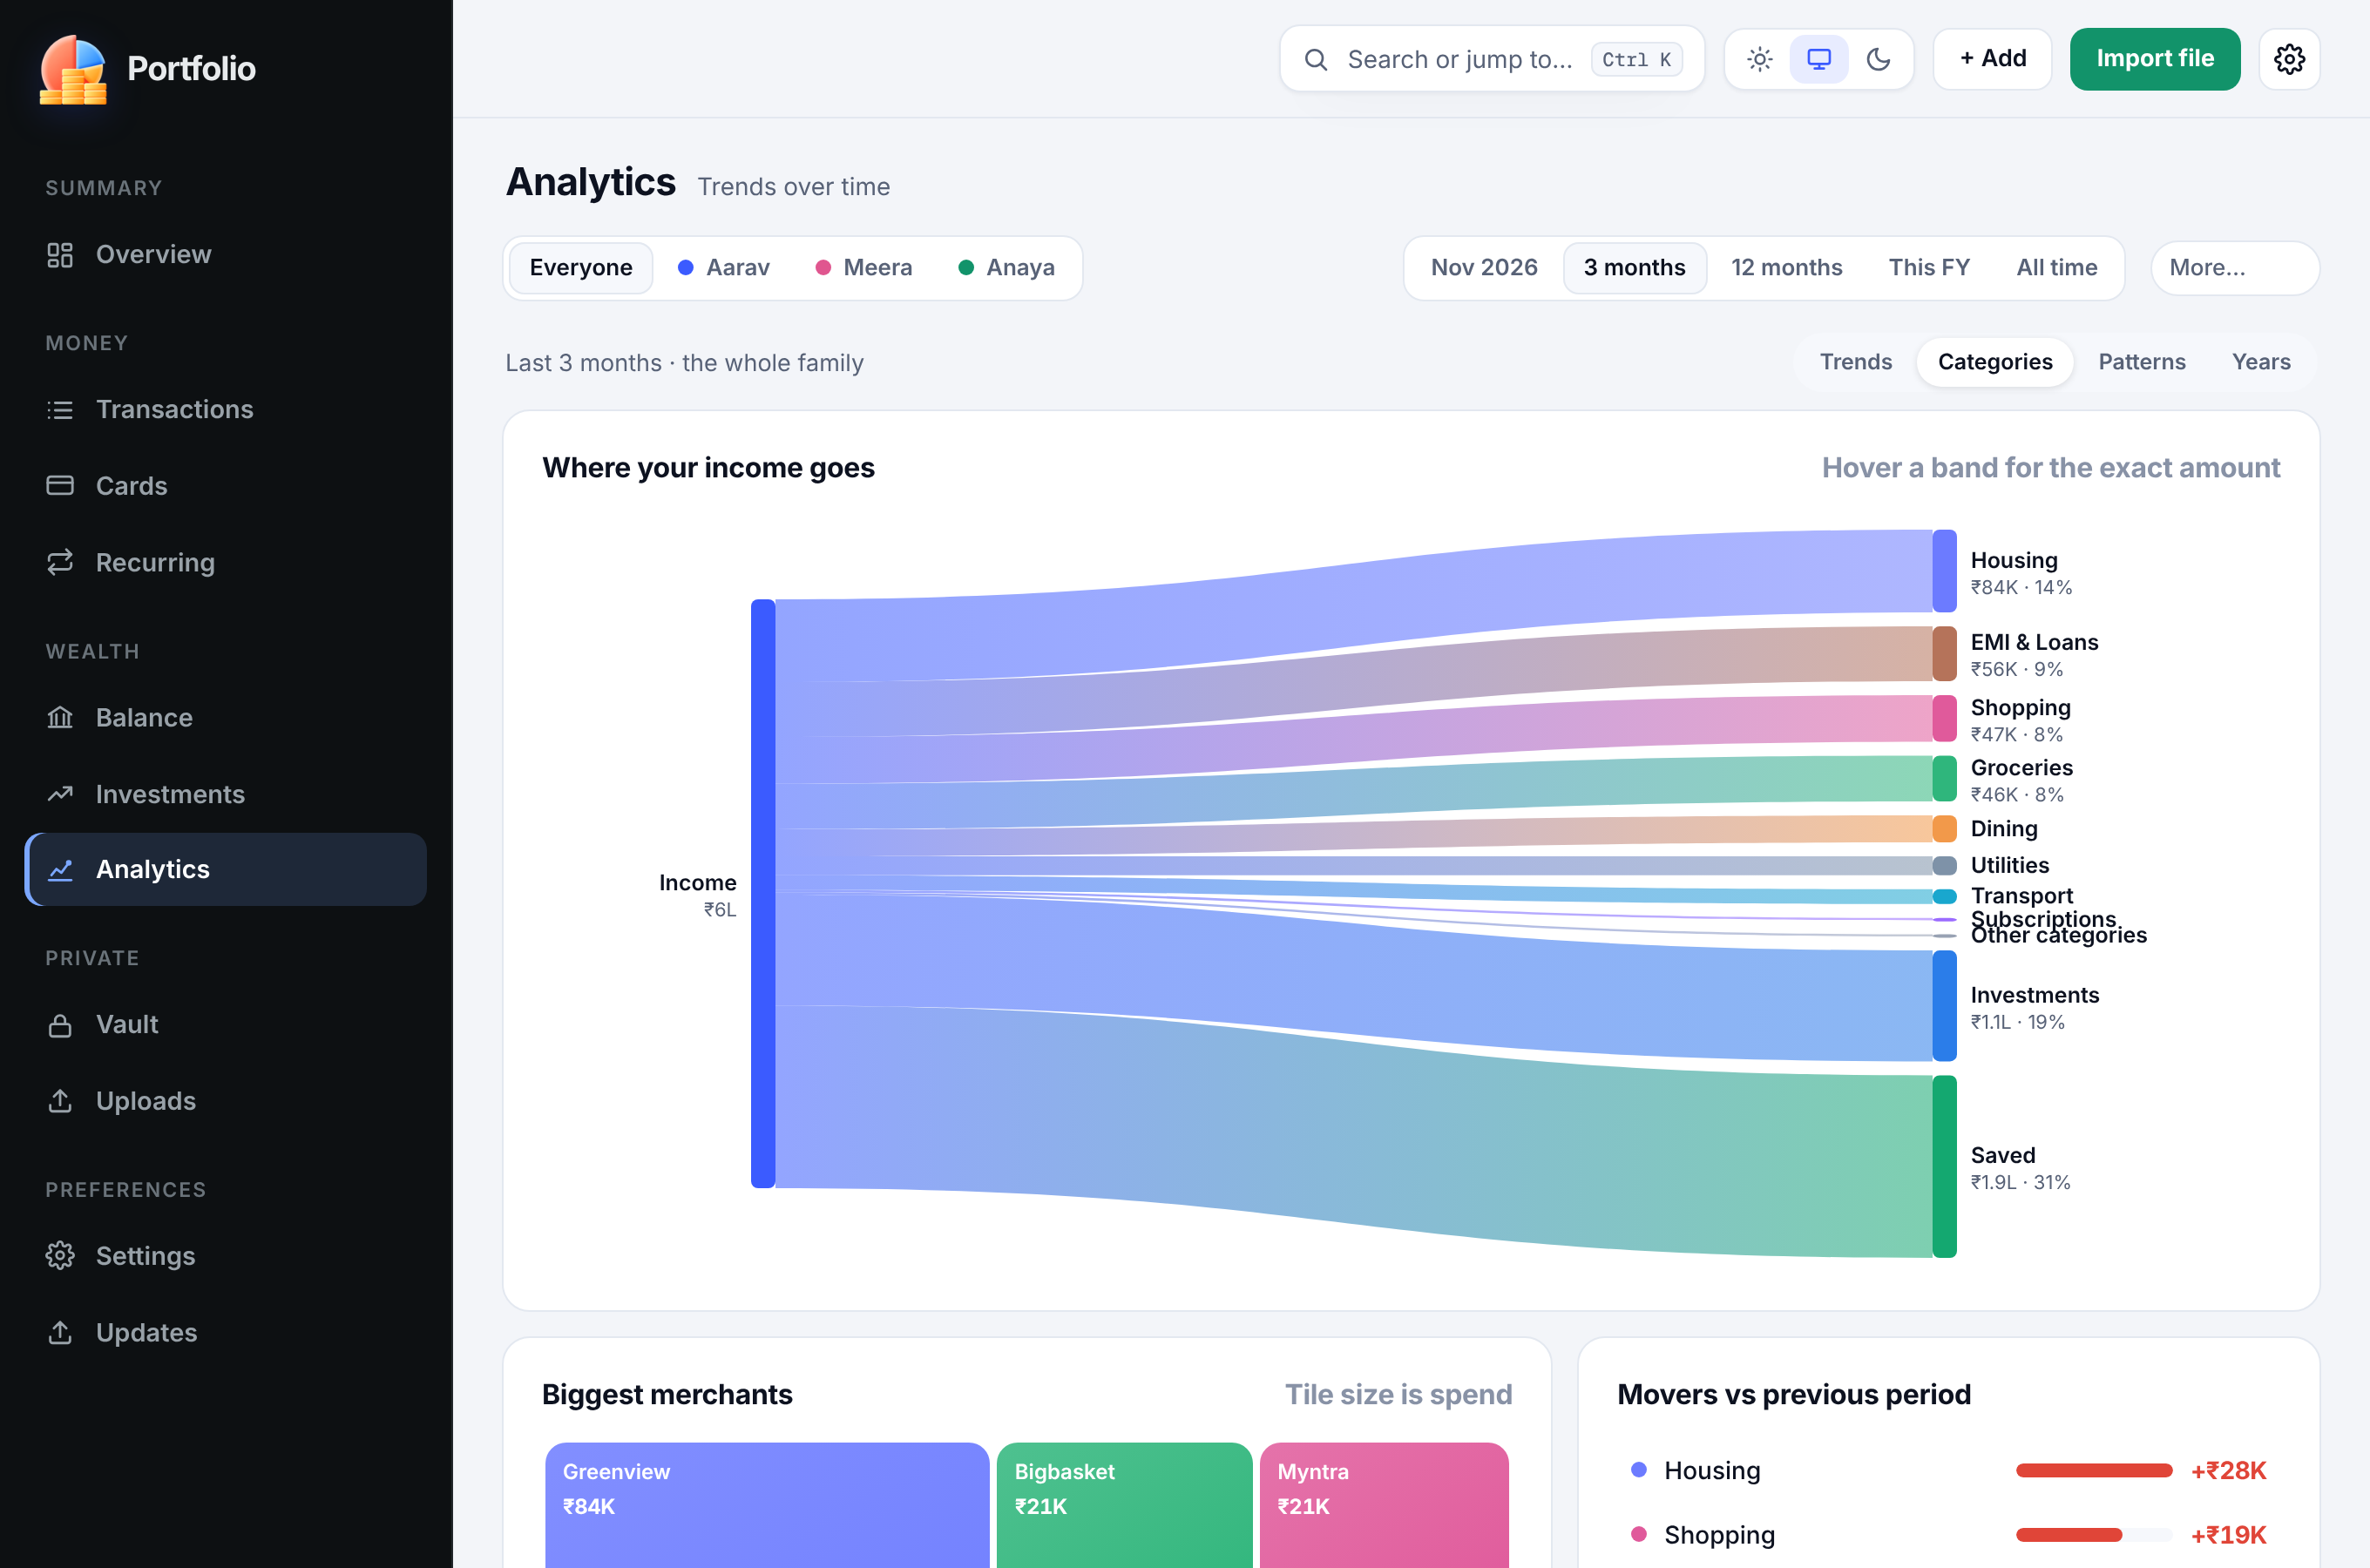 Portfolio
Search or jump to...
Ctrl K
+ Add
Import file
SUMMARY
Overview
MONEY
Transactions
Cards
Recurring
WEALTH
Balance
Investments
Analytics
PRIVATE
Vault
Uploads
PREFERENCES
Settings
Updates
Analytics Trends over time
Everyone Aarav Meera Anaya
Nov 2026 3 months 12 months This FY All time More...
Last 3 months · the whole family
Trends Categories Patterns Years
Where your income goes
Hover a band for the exact amount
Income
₹6L
Housing
₹84K · 14%
EMI & Loans
₹56K · 9%
Shopping
₹47K · 8%
Groceries
₹46K · 8%
Dining
Utilities
Transport
Subscriptions
Other categories
Investments
₹1.1L · 19%
Saved
₹1.9L · 31%
Biggest merchants
Tile size is spend
Greenview
₹84K
Bigbasket
₹21K
Myntra
₹21K
Movers vs previous period
Housing +₹28K
Shopping +₹19K